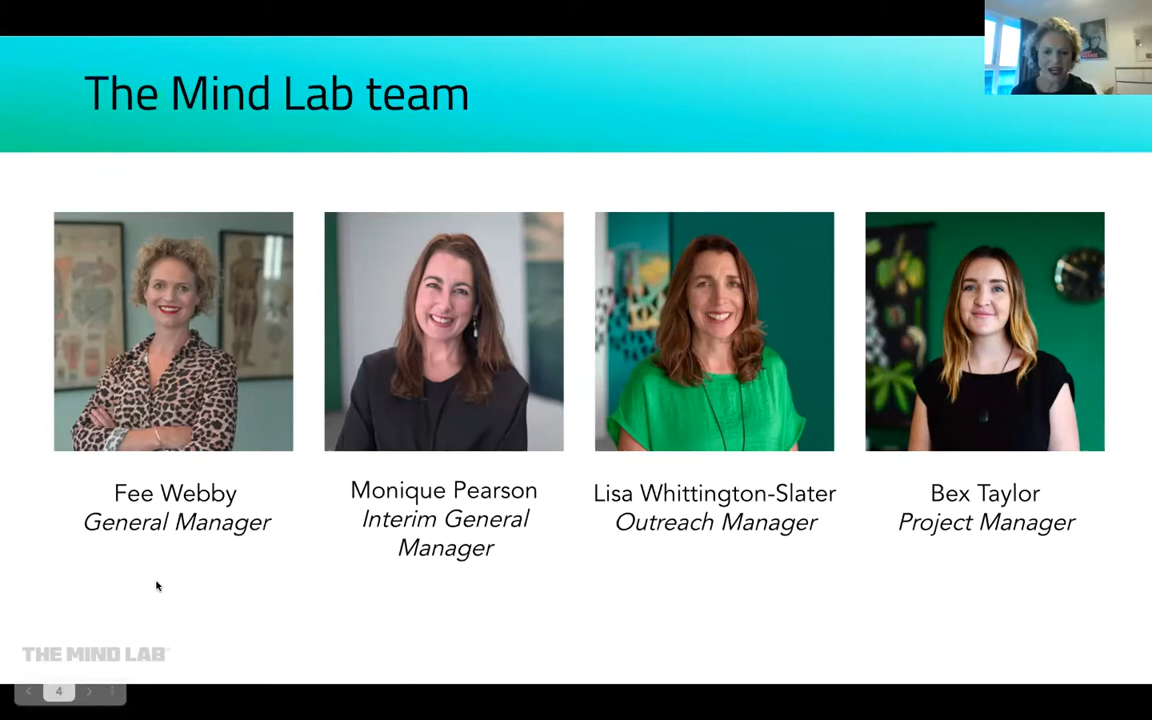 The Mind Lab team
Fee Webby
General Manager
Monique Pearson
Interim General
Manager
Lisa Whittington-Slater
Outreach Manager
Bex Taylor
Project Manager
THE MIND LAB
4